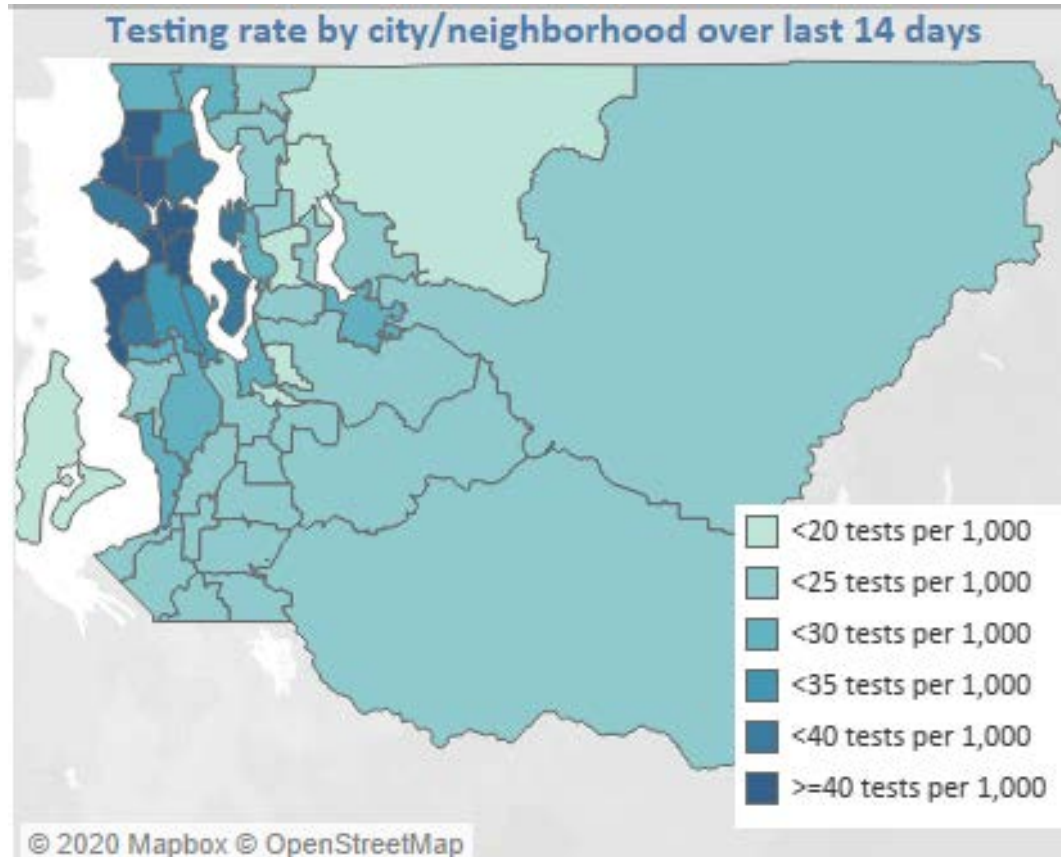 Testing rate by city/neighborhood over last 14 days
<20 tests per 1,000
<25 tests per 1,000
<30 tests per 1,000
<35 tests per 1,000
<40 tests per 1,000
>=40 tests per 1,000
© 2020 Mapbox © OpenStreetMap